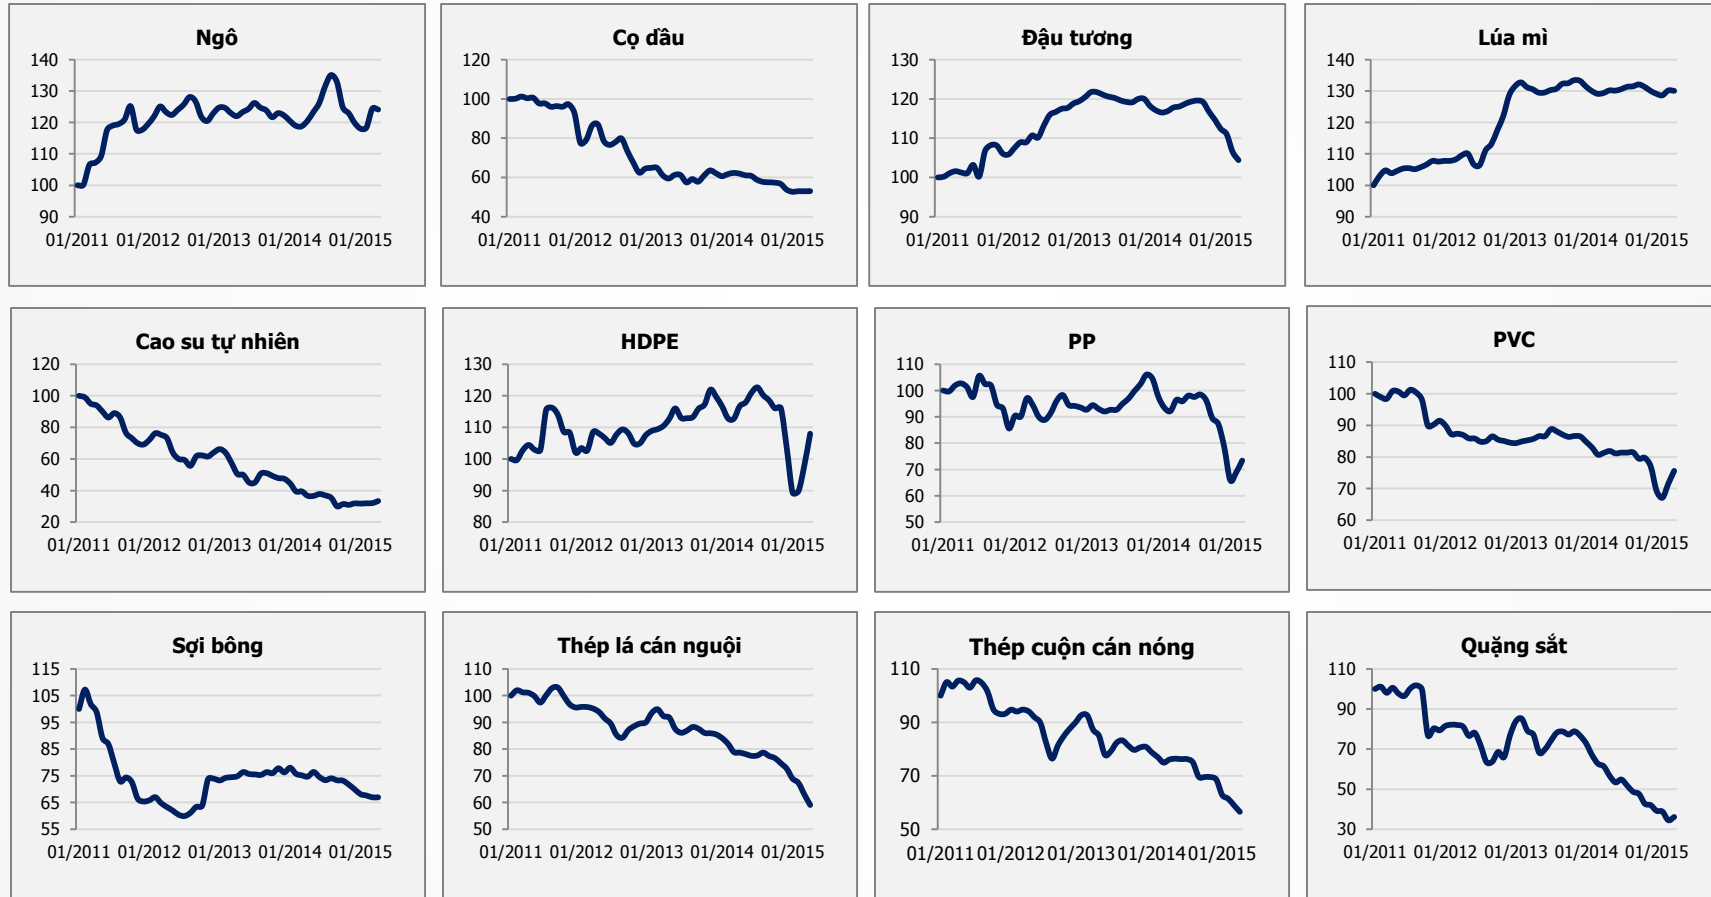 Ngô
140
130
120
110
100
90
01/2011 01/2012 01/2013 01/2014 01/2015
Cọ dầu
120
100
80
60
40
01/2011 01/2012 01/2013 01/2014 01/2015
Đậu tương
130
120
110
100
90
01/2011 01/2012 01/2013 01/2014 01/2015
Lúa mì
140
130
120
110
100
90
01/2011 01/2012 01/2013 01/2014 01/2015
Cao su tự nhiên
120
100
80
60
40
20
01/2011 01/2012 01/2013 01/2014 01/2015
HDPE
130
120
110
100
90
80
01/2011 01/2012 01/2013 01/2014 01/2015
PP
110
100
90
80
70
60
50
01/2011 01/2012 01/2013 01/2014 01/2015
PVC
110
100
90
80
70
60
01/2011 01/2012 01/2013 01/2014 01/2015
Sợi bông
115
105
95
85
75
65
55
01/2011 01/2012 01/2013 01/2014 01/2015
Thép lá cán nguội
110
100
90
80
70
60
50
01/2011 01/2012 01/2013 01/2014 01/2015
Thép cuộn cán nóng
110
90
70
50
01/2011 01/2012 01/2013 01/2014 01/2015
Quặng sắt
110
90
70
50
30
01/2011 01/2012 01/2013 01/2014 01/2015